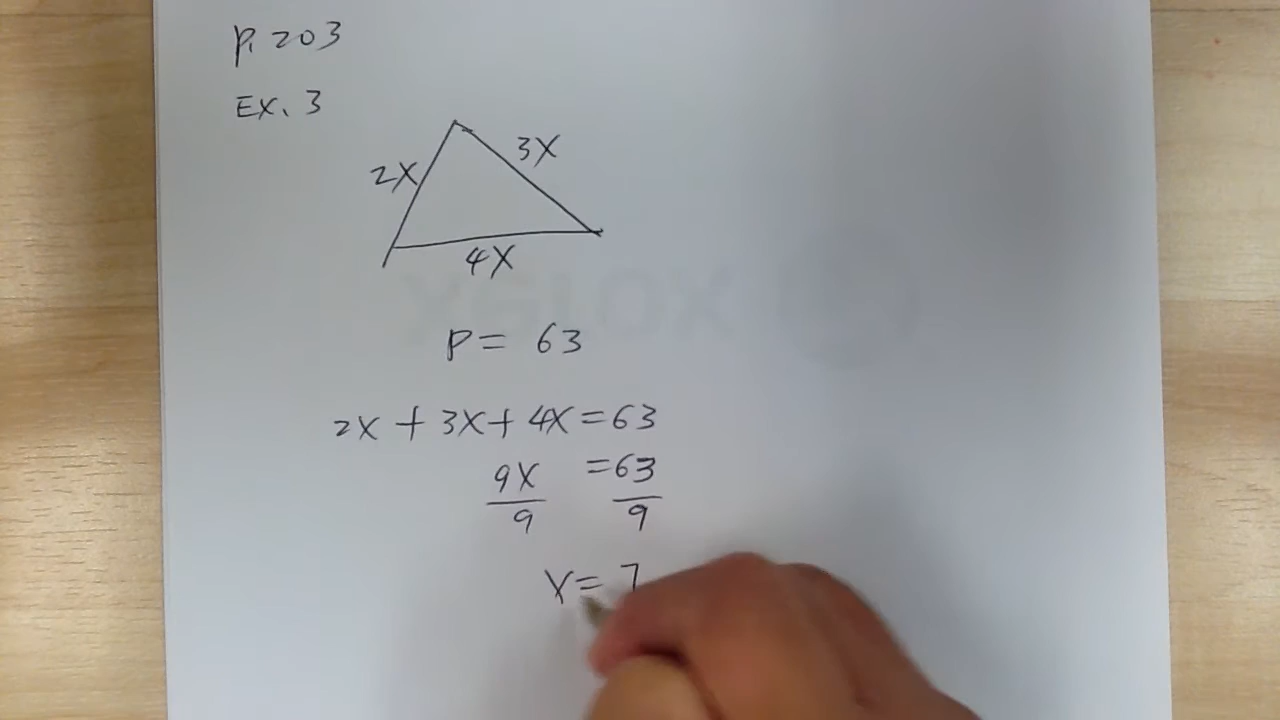 p. 203
Ex. 3
2X
3X
4X
P = 63
2X + 3X + 4X = 63
9X = 63
9 9
X = 7